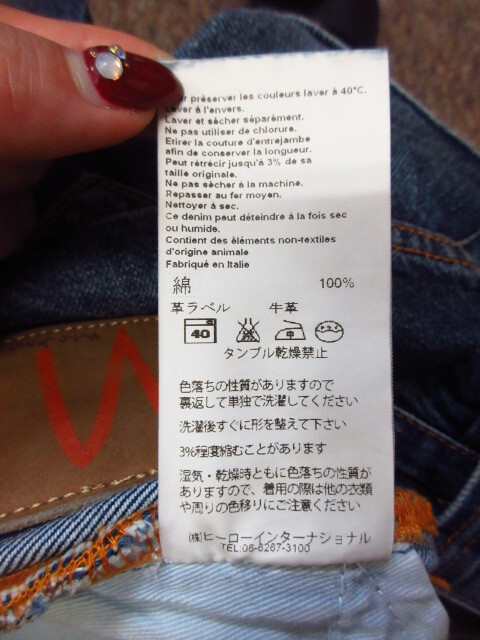 préserver les couleurs laver à 40°C.
Laver à l'envers.
Laver et sécher séparément.
Ne pas utiliser de chlorure.
Etirer la couture d'entrejambe
afin de conserver la longueur.
Peut rétrécir jusqu'à 3% de sa
taille originale.
Ne pas sécher à la machine.
Repasser au fer moyen.
Nettoyer à sec.
Ce denim peut déteindre à la fois sec
ou humide.
Contient des éléments non-textiles
d'origine animale
Fabriqué en Italie
綿 100%
革ラベル 牛革
40 中 ドライ
タンブル乾燥禁止
色落ちの性質がありますので
裏返して単独で洗濯してください
洗濯後すぐに形を整えて下さい
3%程度縮むことがあります
湿気・乾燥時ともに色落ちの性質が
ありますので、着用の際は他の衣類
や周りの色移りにご注意ください
㈱ヒーローインターナショナル
TEL:06-6267-3100